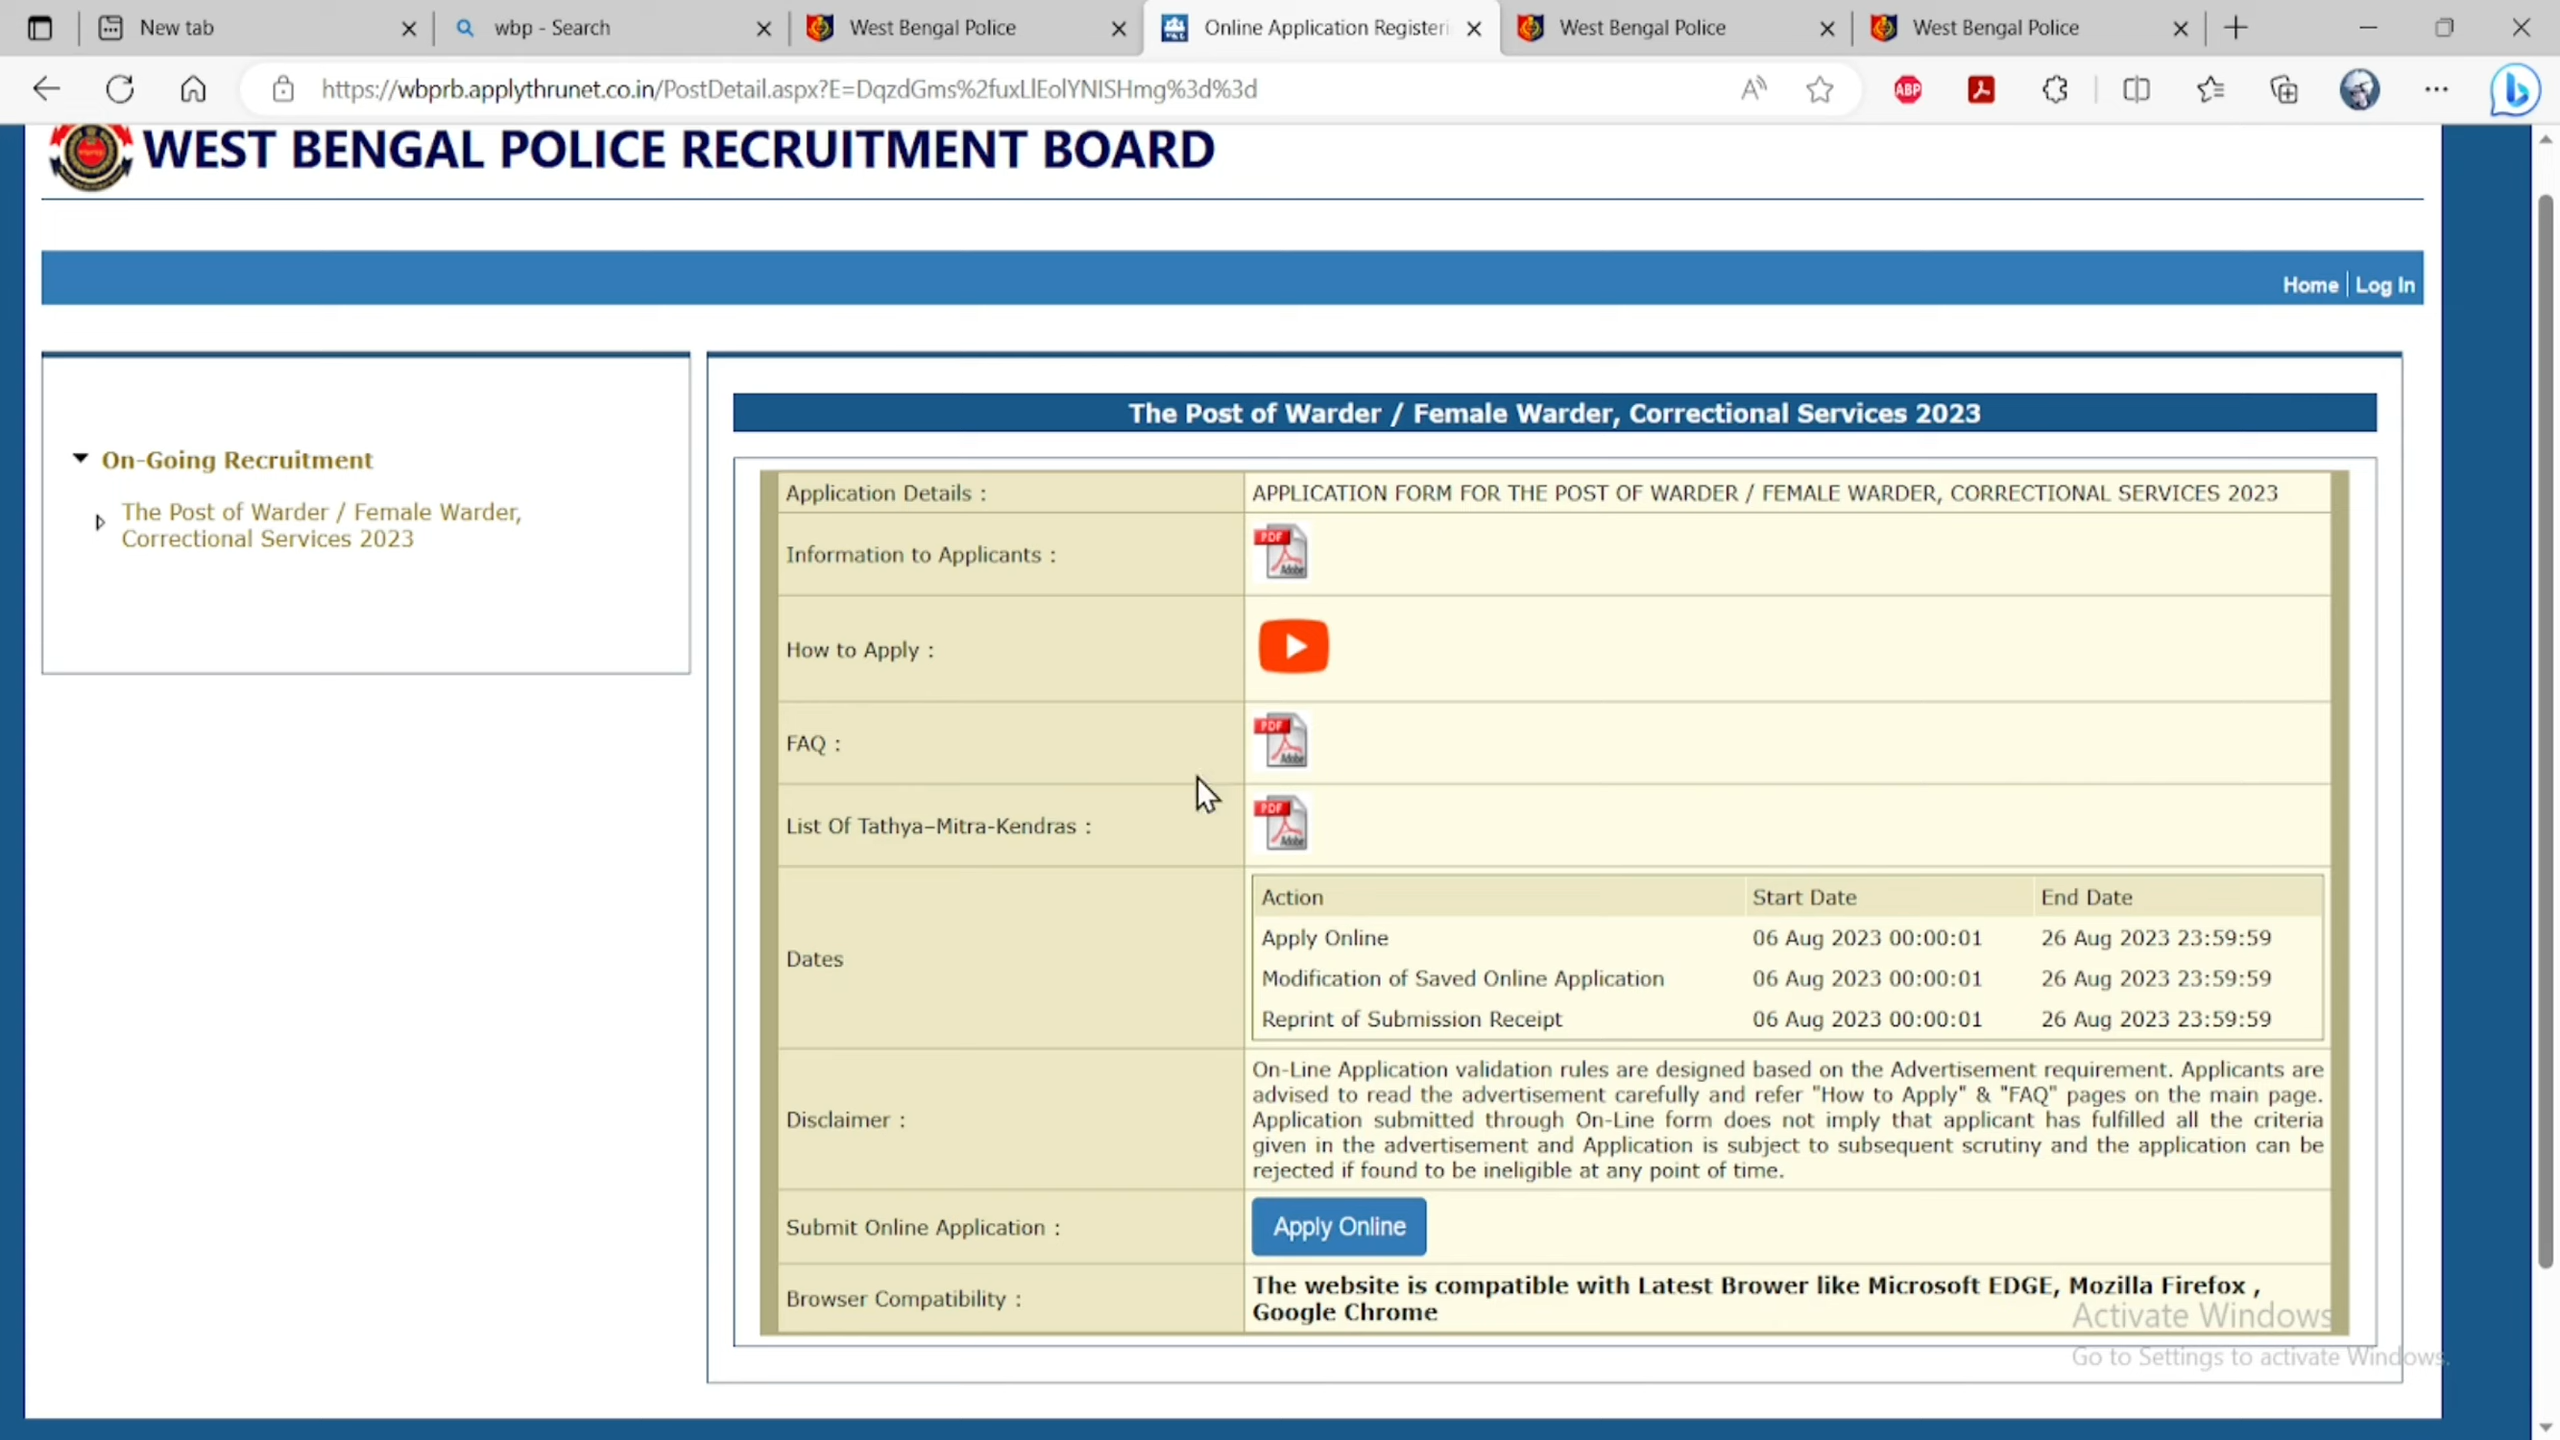 New tab
wbp - Search
West Bengal Police
Online Application Registeri
West Bengal Police
West Bengal Police
https://wbprb.applythrunet.co.in/PostDetail.aspx?E=DqzdGms%2fuxLlEolYNISHmg%3d%3d
ABP
WEST BENGAL POLICE RECRUITMENT BOARD
Home | Log In
On-Going Recruitment
The Post of Warder / Female Warder,
Correctional Services 2023
The Post of Warder / Female Warder, Correctional Services 2023
Application Details : APPLICATION FORM FOR THE POST OF WARDER / FEMALE WARDER, CORRECTIONAL SERVICES 2023
Information to Applicants : PDF Adobe
How to Apply :
FAQ : PDF Adobe
List Of Tathya–Mitra-Kendras : PDF Adobe
Dates
Action Start Date End Date
Apply Online 06 Aug 2023 00:00:01 26 Aug 2023 23:59:59
Modification of Saved Online Application 06 Aug 2023 00:00:01 26 Aug 2023 23:59:59
Reprint of Submission Receipt 06 Aug 2023 00:00:01 26 Aug 2023 23:59:59
Disclaimer :
On-Line Application validation rules are designed based on the Advertisement requirement. Applicants are
advised to read the advertisement carefully and refer "How to Apply" & "FAQ" pages on the main page.
Application submitted through On-Line form does not imply that applicant has fulfilled all the criteria
given in the advertisement and Application is subject to subsequent scrutiny and the application can be
rejected if found to be ineligible at any point of time.
Submit Online Application : Apply Online
Browser Compatibility :
The website is compatible with Latest Brower like Microsoft EDGE, Mozilla Firefox ,
Google Chrome
Activate Windows
Go to Settings to activate Windows.